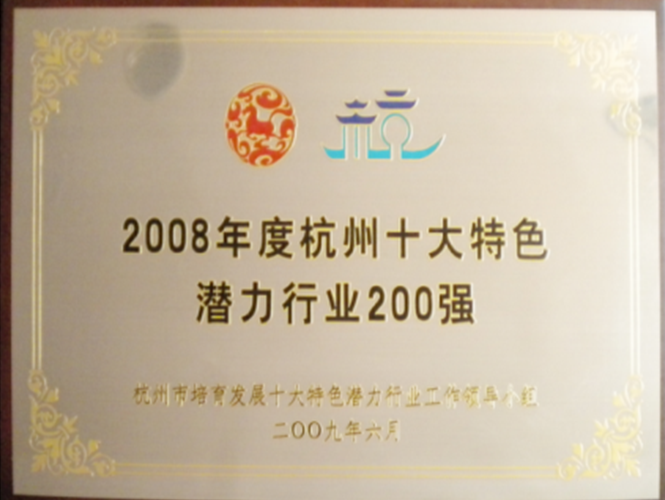 2008年度杭州十大特色
潜力行业200强
杭州市培育发展十大特色潜力行业工作领导小组
二〇〇九年六月